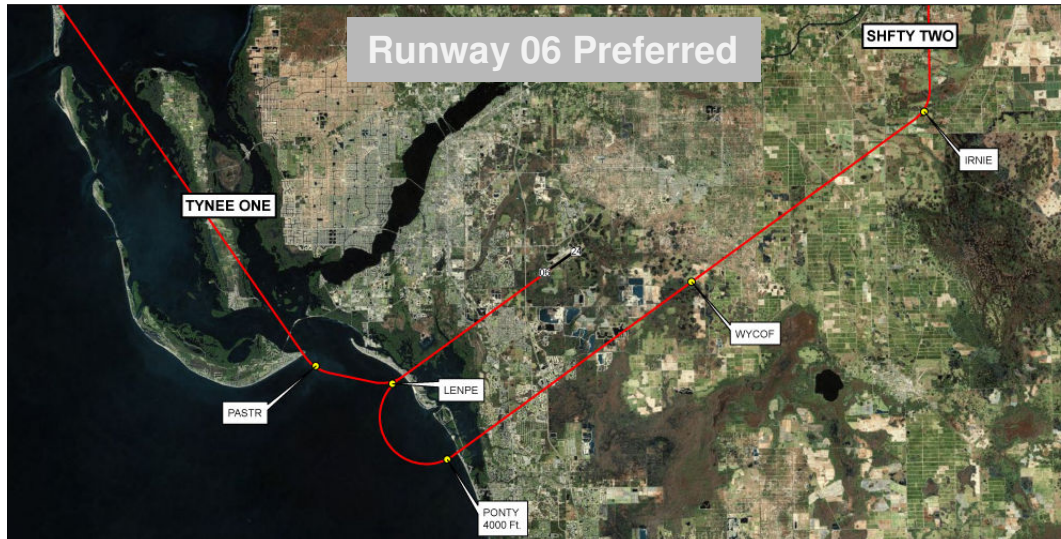 Runway 06 Preferred
SHFTY TWO
IRNIE
TYNEE ONE
24
06
WYCOF
LENPE
PASTR
PONTY
4000 Ft.